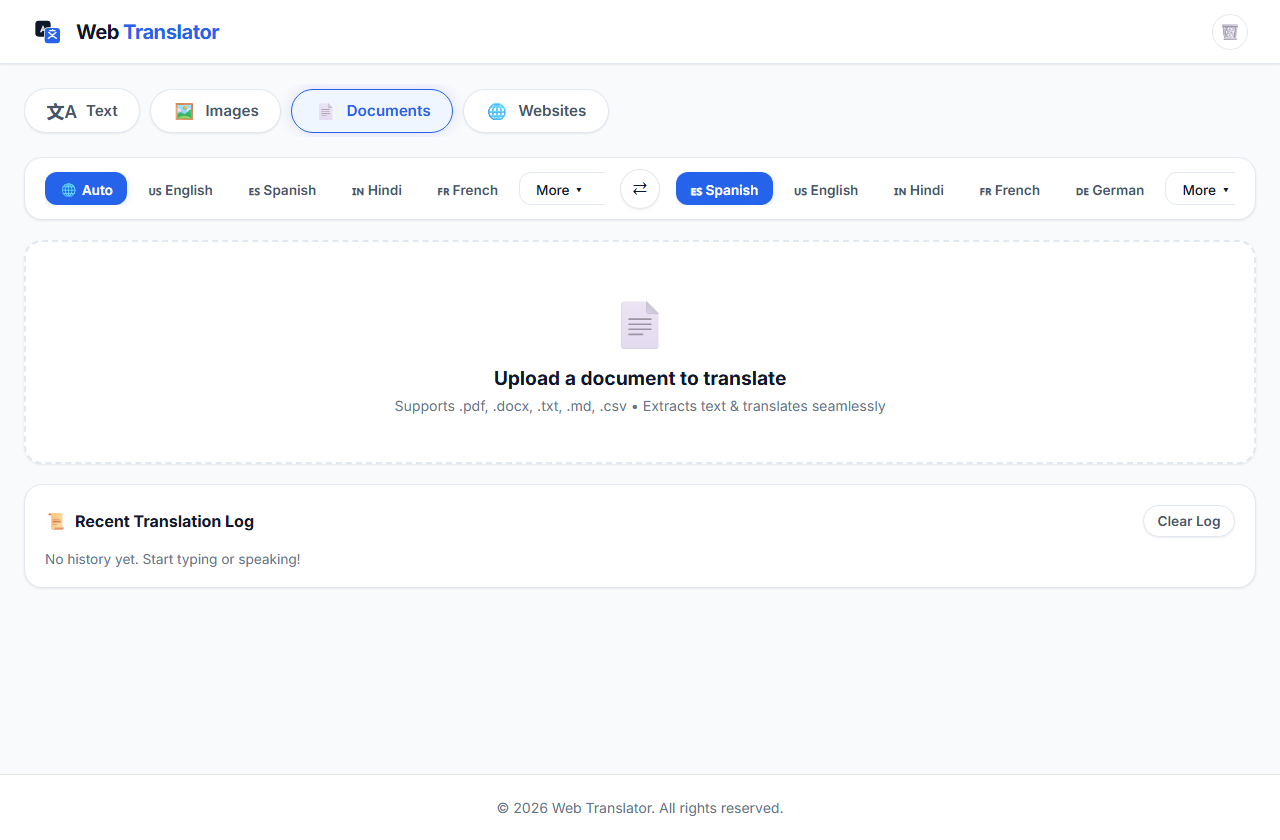 Web Translator
文A Text
Images
Documents
Websites
Auto
US English
ES Spanish
IN Hindi
FR French
More ▾
⇄
ES Spanish
US English
IN Hindi
FR French
DE German
More ▾
Upload a document to translate
Supports .pdf, .docx, .txt, .md, .csv • Extracts text & translates seamlessly
Recent Translation Log
Clear Log
No history yet. Start typing or speaking!
© 2026 Web Translator. All rights reserved.